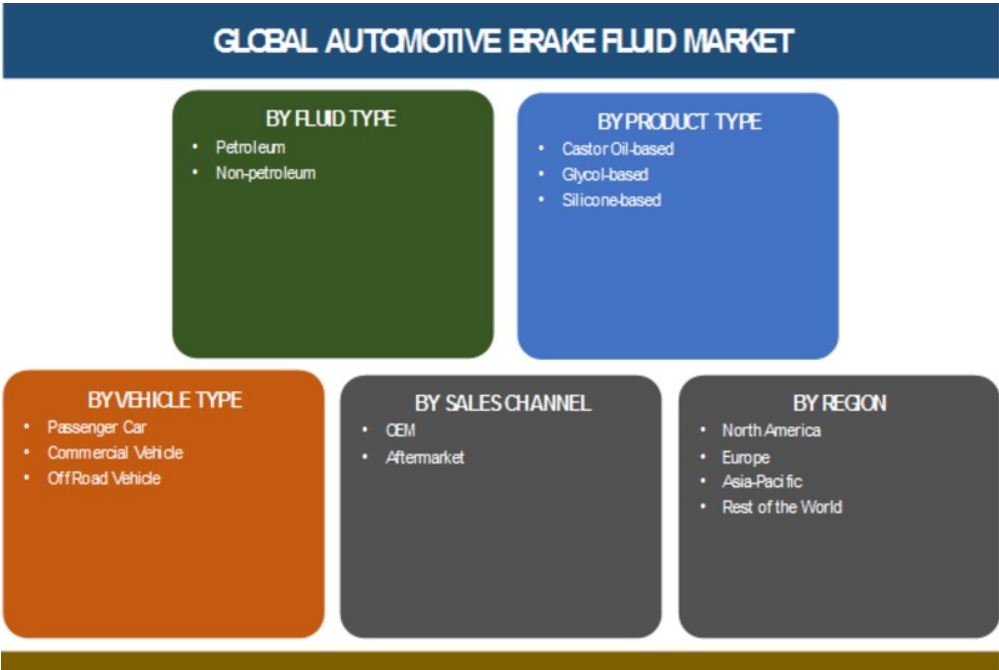 GLOBAL AUTOMOTIVE BRAKE FLUID MARKET
BY FLUID TYPE
• Petroleum
• Non-petroleum
BY PRODUCT TYPE
• Castor Oil-based
• Glycol-based
• Silicone-based
BY VEHICLE TYPE
• Passenger Car
• Commercial Vehicle
• Off Road Vehicle
BY SALES CHANNEL
• OEM
• Aftermarket
BY REGION
• North America
• Europe
• Asia-Pacific
• Rest of the World